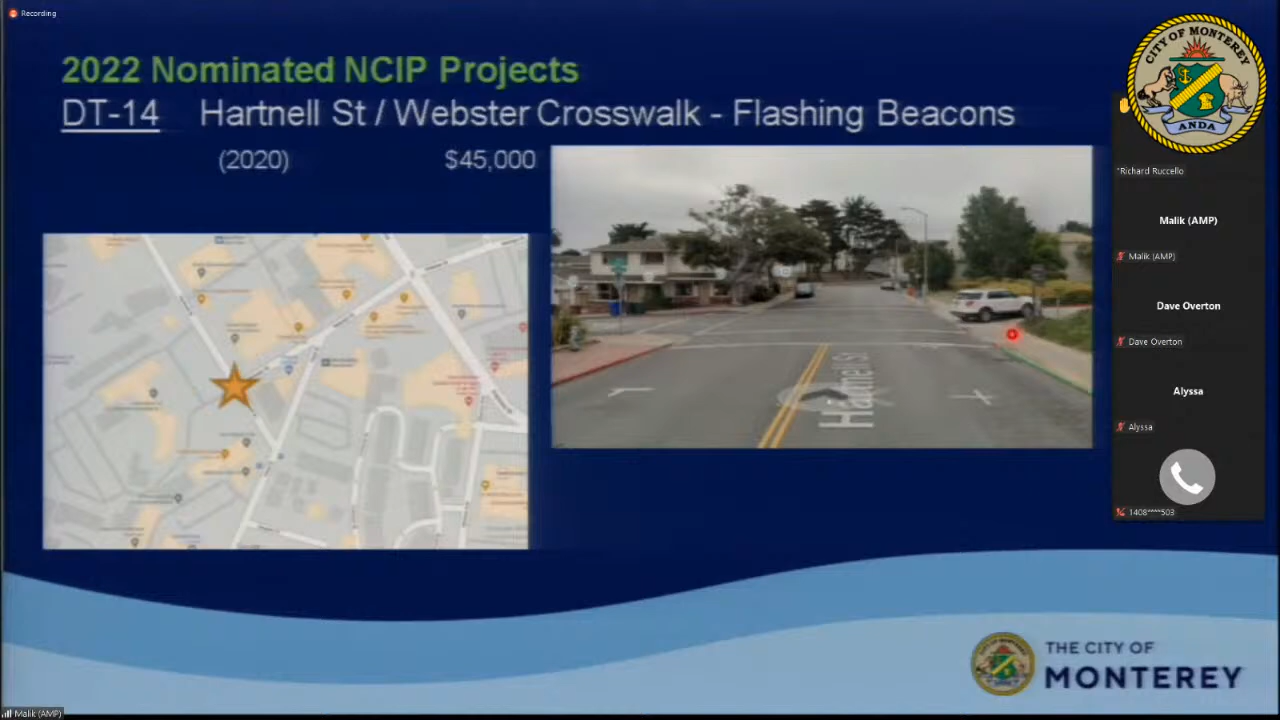 Recording
2022 Nominated NCIP Projects
DT-14 Hartnell St / Webster Crosswalk - Flashing Beacons
(2020) $45,000
CITY OF MONTEREY
ANDA
Hartnell St
*Richard Ruccello
Malik (AMP)
Malik (AMP)
Dave Overton
Dave Overton
Alyssa
Alyssa
1408****503
THE CITY OF
MONTEREY
Malik (AMP)